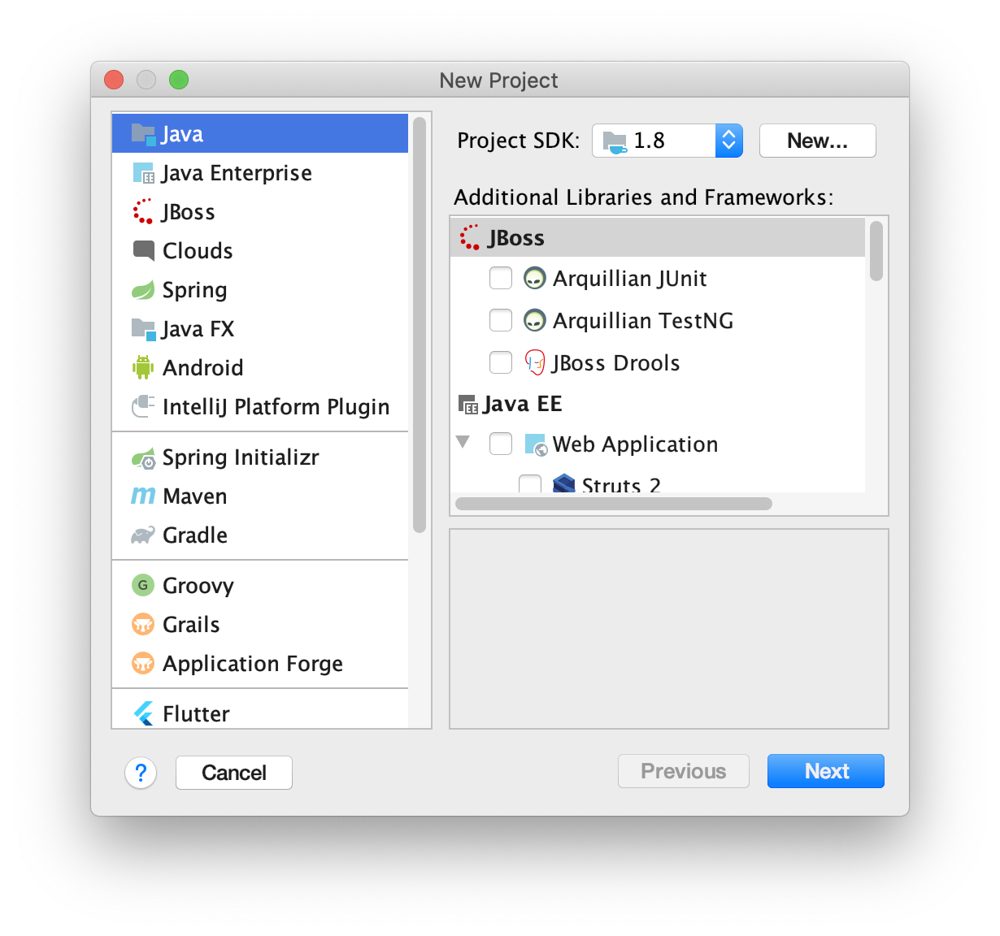 New Project
Java
Java Enterprise
JBoss
Clouds
Spring
Java FX
Android
IntelliJ Platform Plugin
Spring Initializr
Maven
Gradle
G Groovy
Grails
Application Forge
Flutter
Project SDK: 1.8 New...
Additional Libraries and Frameworks:
JBoss
Arquillian JUnit
Arquillian TestNG
JBoss Drools
Java EE
Web Application
Struts 2
? Cancel Previous Next